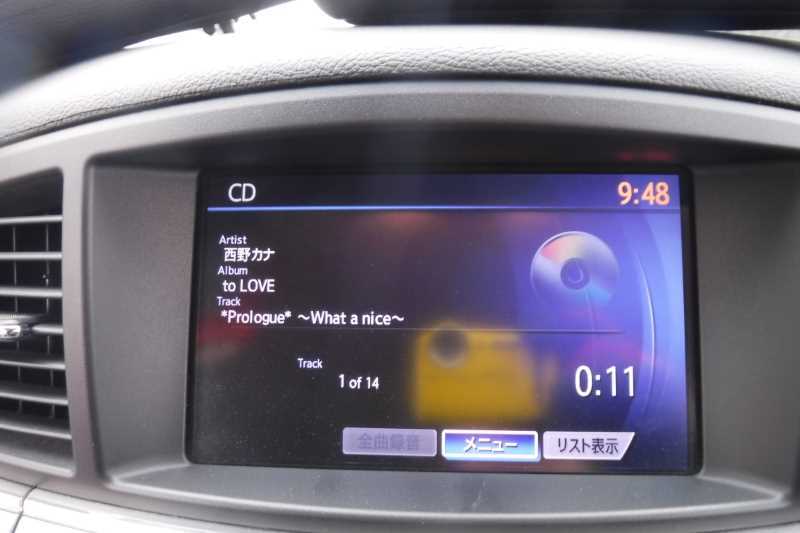 CD 9:48
Artist
西野カナ
Album
to LOVE
Track
*Prologue* ～What a nice～
Track
1 of 14
0:11
全曲録音 メニュー リスト表示